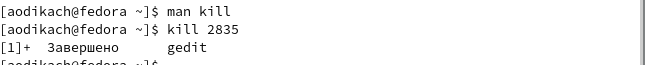 [aodikach@fedora ~]$ man kill
[aodikach@fedora ~]$ kill 2835
[1]+  Завершено      gedit
[aodikach@fedora ~]$